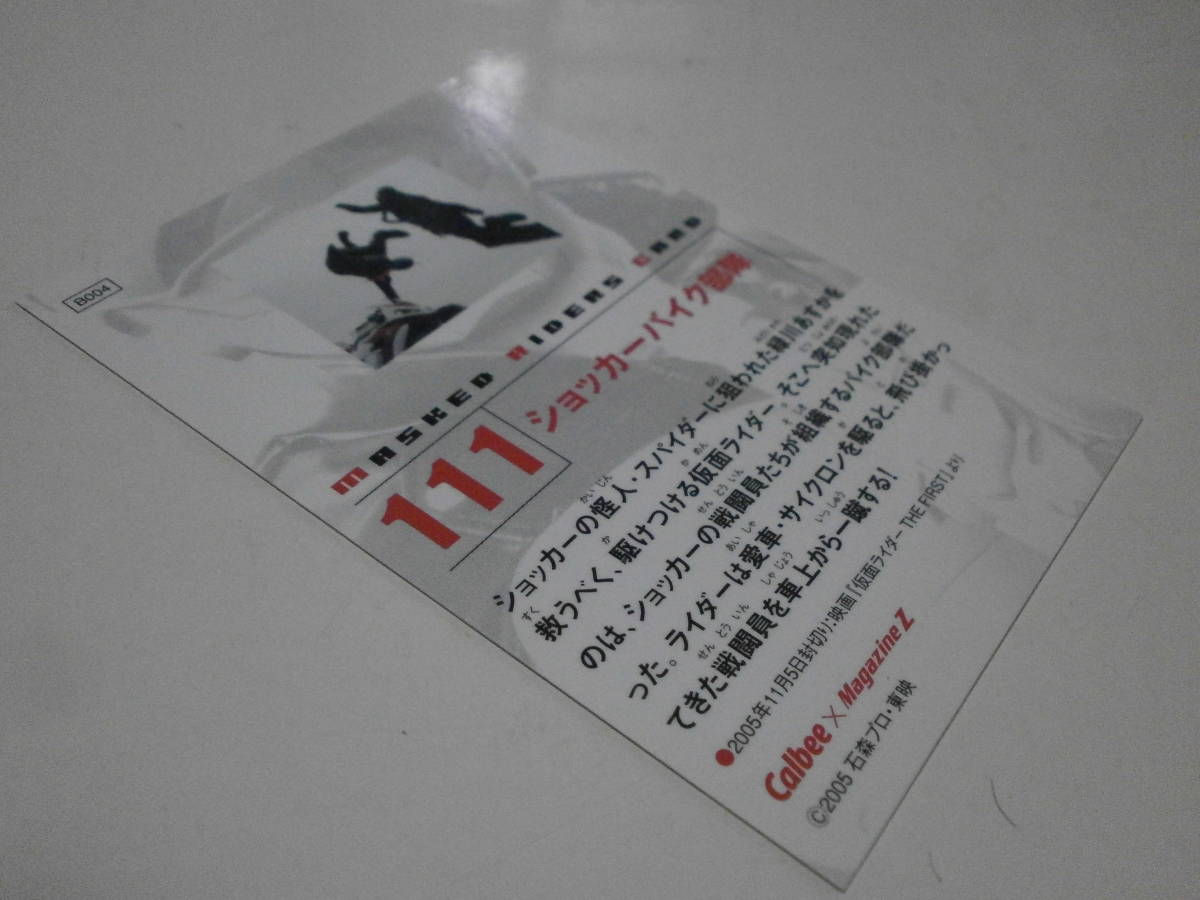 B004
MASKED RIDERS CARD
111 ショッカーバイク部隊
ショッカーの怪人・スパイダーに狙われた緑川あすかを
救うべく、駆けつける仮面ライダー。そこへ突如現れた
のは、ショッカーの戦闘員たちが組織するバイク部隊だ
った。ライダーは愛車・サイクロンを駆ると、飛び掛かっ
てきた戦闘員を車上から一蹴する!
●2005年11月5日封切り:映画「仮面ライダー THE FIRST」より
Calbee×Magazine Z
©2005 石森プロ・東映